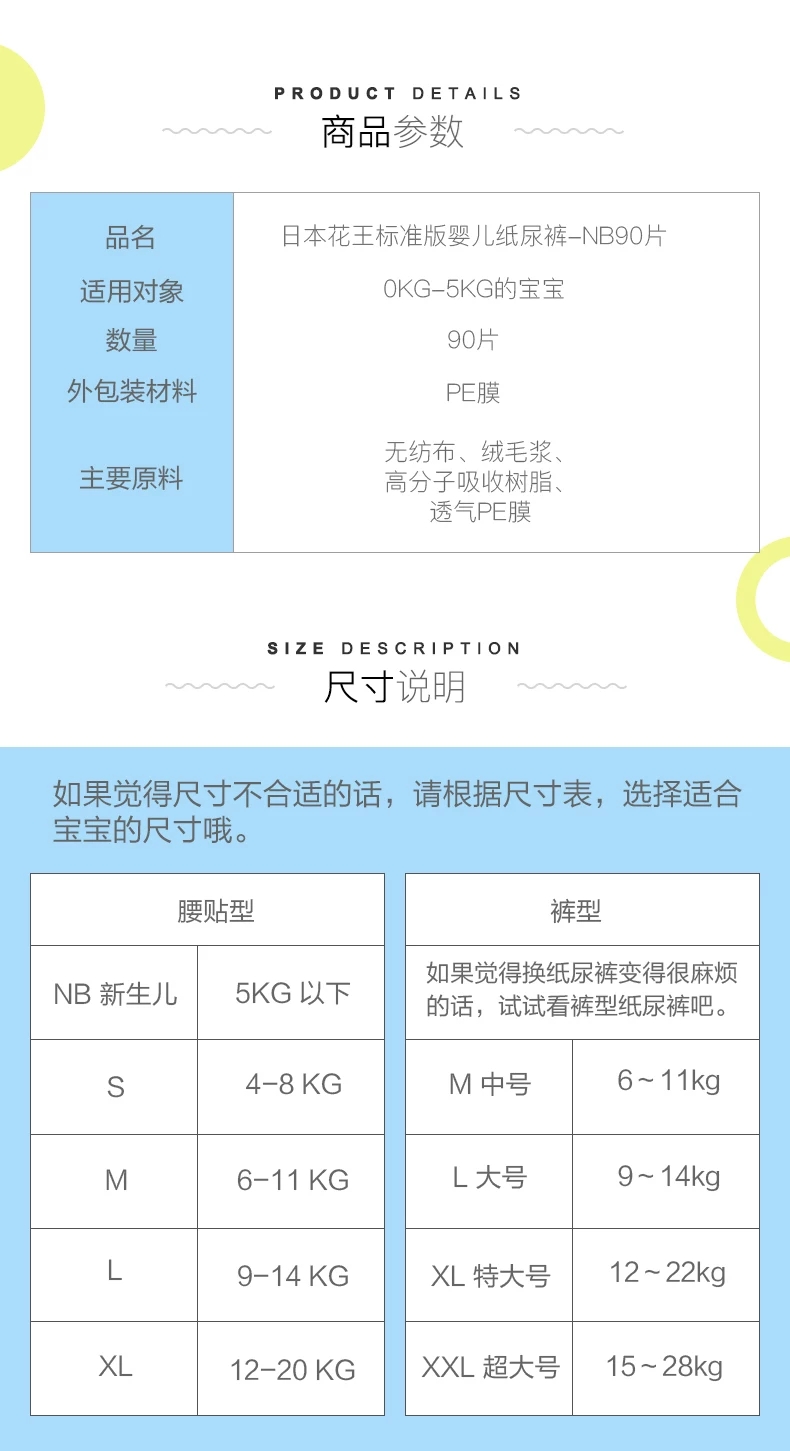 PRODUCT DETAILS
商品参数
品名
日本花王标准版婴儿纸尿裤-NB90片
适用对象
0KG-5KG的宝宝
数量
90片
外包装材料
PE膜
主要原料
无纺布、绒毛浆、
高分子吸收树脂、
透气PE膜
SIZE DESCRIPTION
尺寸说明
如果觉得尺寸不合适的话，请根据尺寸表，选择适合
宝宝的尺寸哦。
腰贴型
NB 新生儿
5KG 以下
S
4-8 KG
M
6-11 KG
L
9-14 KG
XL
12-20 KG
裤型
如果觉得换纸尿裤变得很麻烦
的话，试试看裤型纸尿裤吧。
M 中号
6~11kg
L 大号
9~14kg
XL 特大号
12~22kg
XXL 超大号
15~28kg